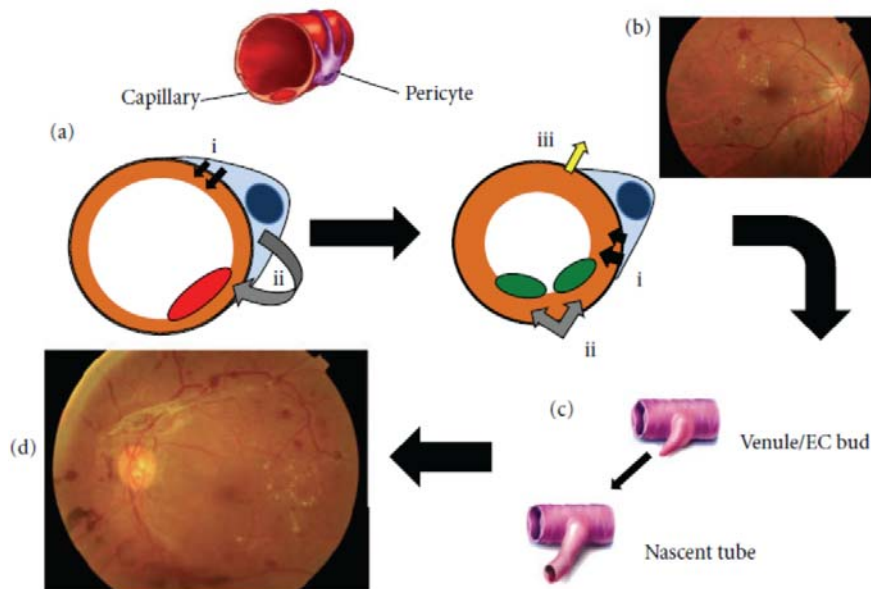 (b)
Capillary
Pericyte
(a)
i
iii
ii
i
ii
(c)
(d)
Venule/EC bud
Nascent tube